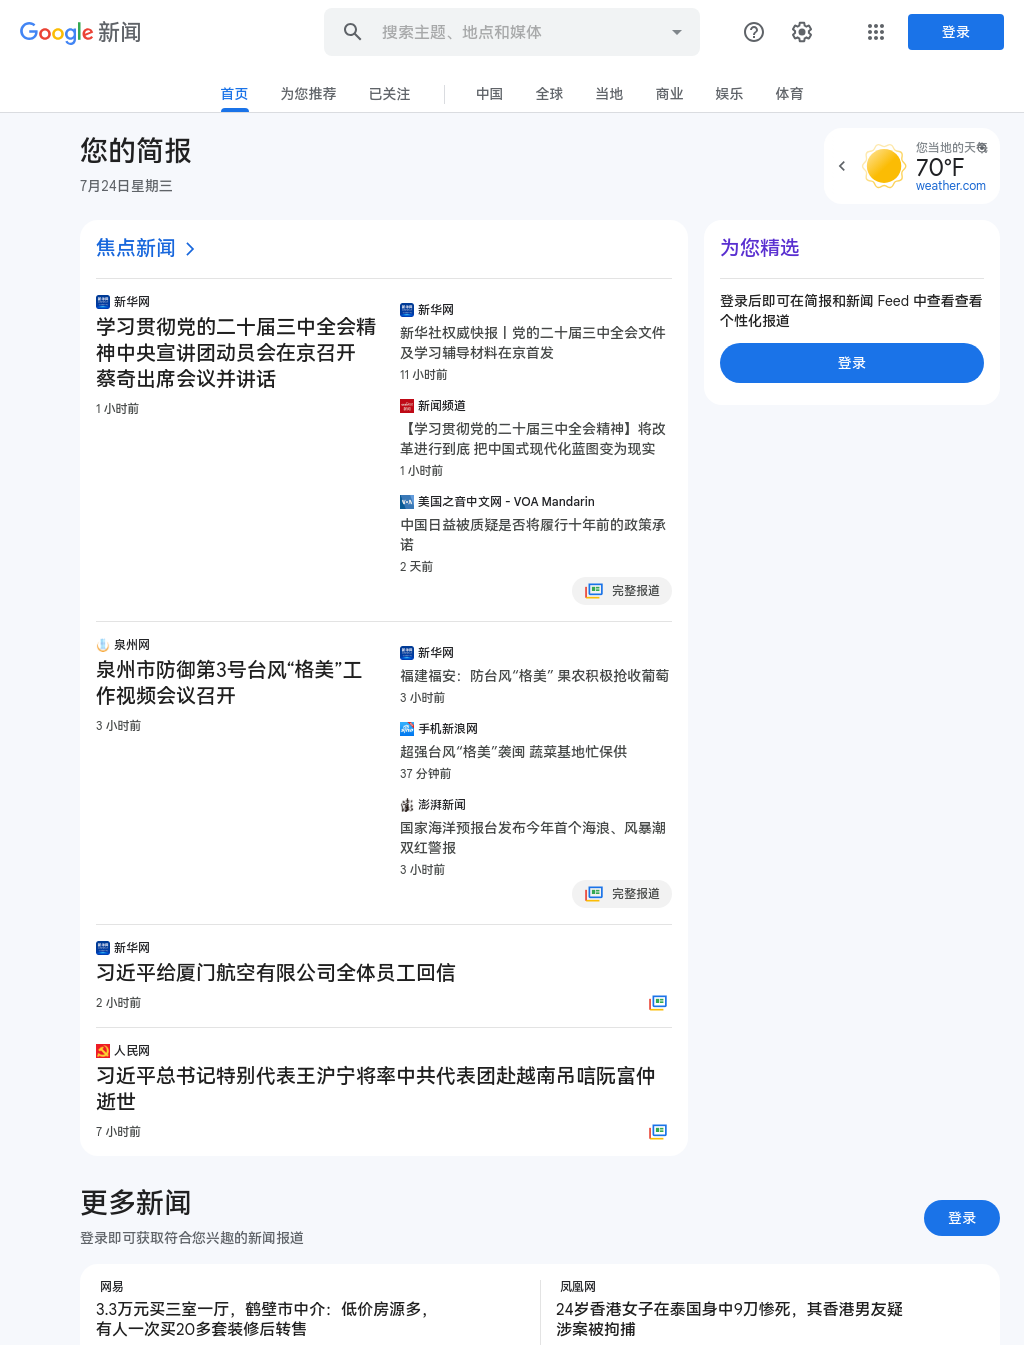 Google 新闻
搜索主题、地点和媒体
登录
首页
为您推荐
已关注
中国
全球
当地
商业
娱乐
体育
您的简报
7月24日星期三
您当地的天气
70°F
weather.com
焦点新闻
新华网
学习贯彻党的二十届三中全会精
神中央宣讲团动员会在京召开
蔡奇出席会议并讲话
1 小时前
新华网
新华社权威快报丨党的二十届三中全会文件
及学习辅导材料在京首发
11 小时前
新闻频道
【学习贯彻党的二十届三中全会精神】将改
革进行到底 把中国式现代化蓝图变为现实
1 小时前
美国之音中文网 - VOA Mandarin
中国日益被质疑是否将履行十年前的政策承
诺
2 天前
完整报道
为您精选
登录后即可在简报和新闻 Feed 中查看查看
个性化报道
登录
泉州网
泉州市防御第3号台风“格美”工
作视频会议召开
3 小时前
新华网
福建福安：防台风“格美” 果农积极抢收葡萄
3 小时前
手机新浪网
超强台风“格美”袭闽 蔬菜基地忙保供
37 分钟前
澎湃新闻
国家海洋预报台发布今年首个海浪、风暴潮
双红警报
3 小时前
完整报道
新华网
习近平给厦门航空有限公司全体员工回信
2 小时前
人民网
习近平总书记特别代表王沪宁将率中共代表团赴越南吊唁阮富仲
逝世
7 小时前
更多新闻
登录即可获取符合您兴趣的新闻报道
登录
网易
3.3万元买三室一厅，鹤壁市中介：低价房源多，
有人一次买20多套装修后转售
凤凰网
24岁香港女子在泰国身中9刀惨死，其香港男友疑
涉案被拘捕